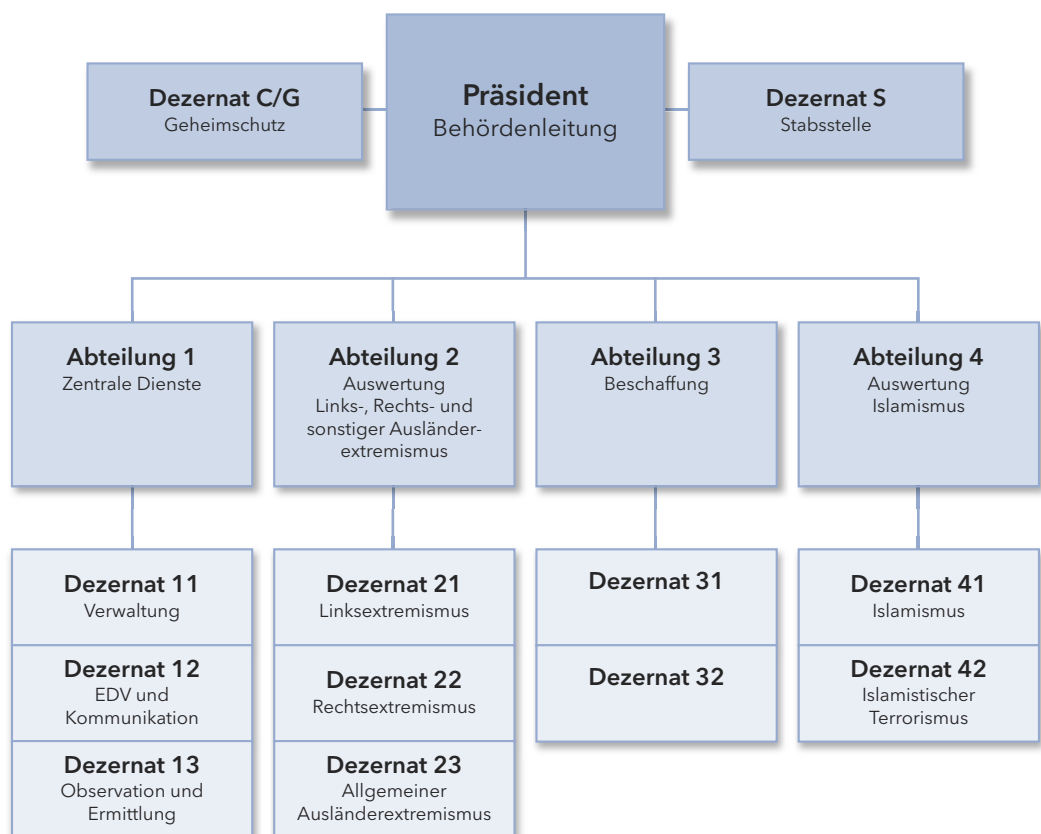 Dezernat C/G
Geheimschutz
Präsident
Behördenleitung
Dezernat S
Stabsstelle
Abteilung 1
Zentrale Dienste
Abteilung 2
Auswertung
Links-, Rechts- und
sonstiger Ausländer-
extremismus
Abteilung 3
Beschaffung
Abteilung 4
Auswertung
Islamismus
Dezernat 11
Verwaltung
Dezernat 12
EDV und
Kommunikation
Dezernat 13
Observation und
Ermittlung
Dezernat 21
Linksextremismus
Dezernat 22
Rechtsextremismus
Dezernat 23
Allgemeiner
Ausländerextremismus
Dezernat 31
Dezernat 32
Dezernat 41
Islamismus
Dezernat 42
Islamistischer
Terrorismus